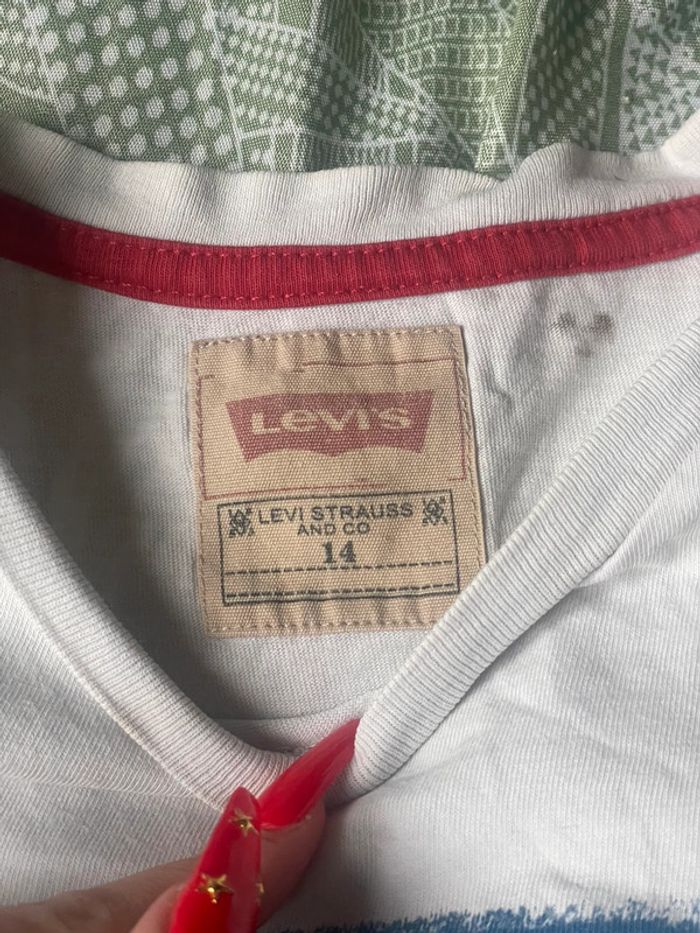 Levi's
LEVI STRAUSS
AND CO
14